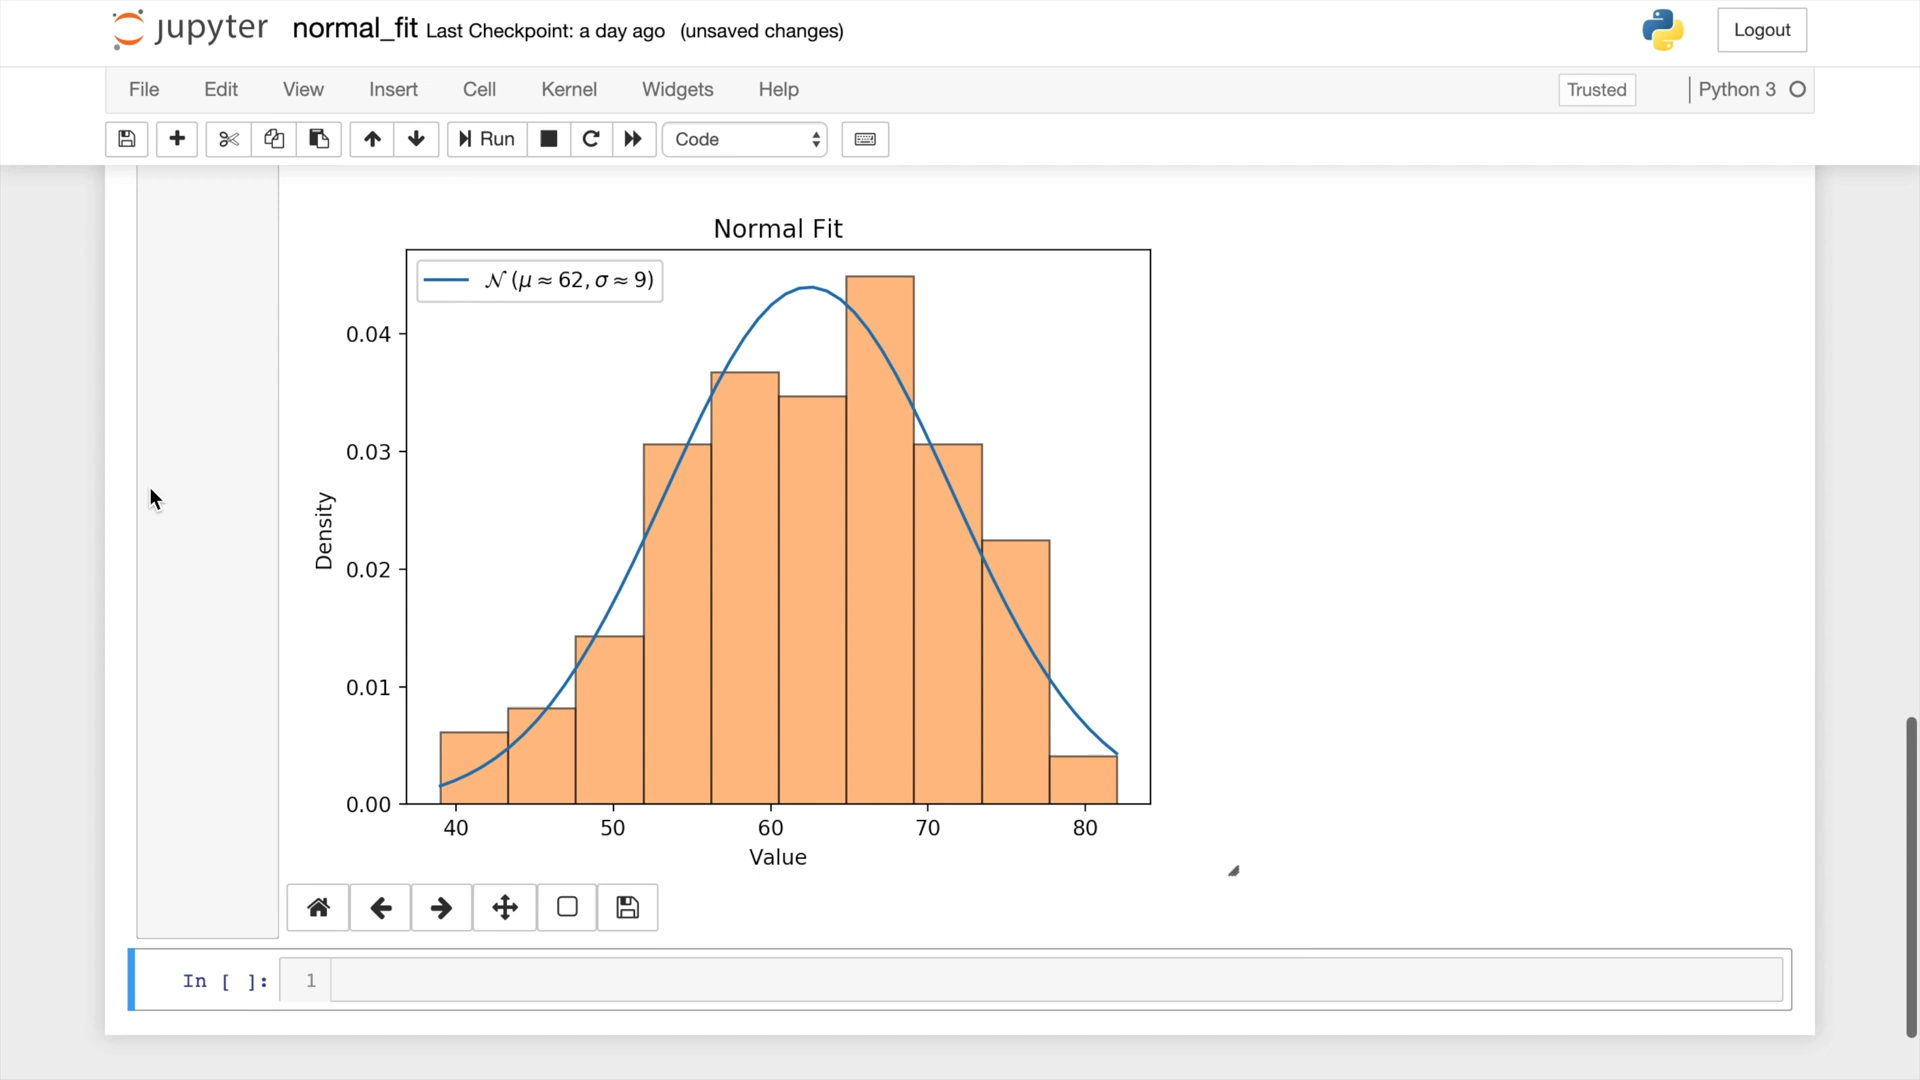 jupyter normal_fit Last Checkpoint: a day ago (unsaved changes) Logout
File Edit View Insert Cell Kernel Widgets Help Trusted Python 3
Run Code
Normal Fit
𝒩 (μ ≈ 62, σ ≈ 9)
0.04
0.03
0.02
0.01
0.00
Density
40 50 60 70 80
Value
In [ ]: 1